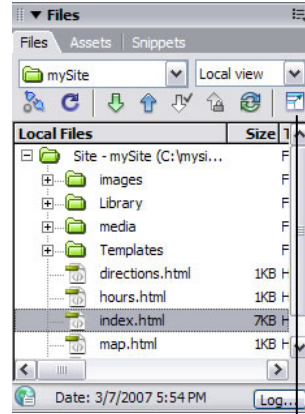 Files
Files Assets Snippets
mySite Local view
Local Files Size T
Site - mySite (C:\mysi... F
images F
Library F
media F
Templates F
directions.html 1KB H
hours.html 1KB H
index.html 7KB H
map.html 1KB H
Date: 3/7/2007 5:54 PM Log...